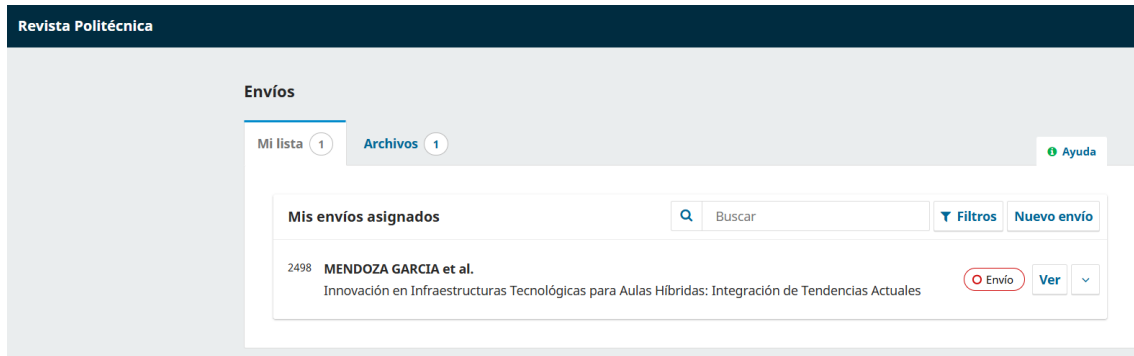 Revista Politécnica
Envíos
Mi lista 1 Archivos 1
Ayuda
Mis envíos asignados Buscar Filtros Nuevo envío
2498 MENDOZA GARCIA et al.
Innovación en Infraestructuras Tecnológicas para Aulas Híbridas: Integración de Tendencias Actuales
Envío Ver